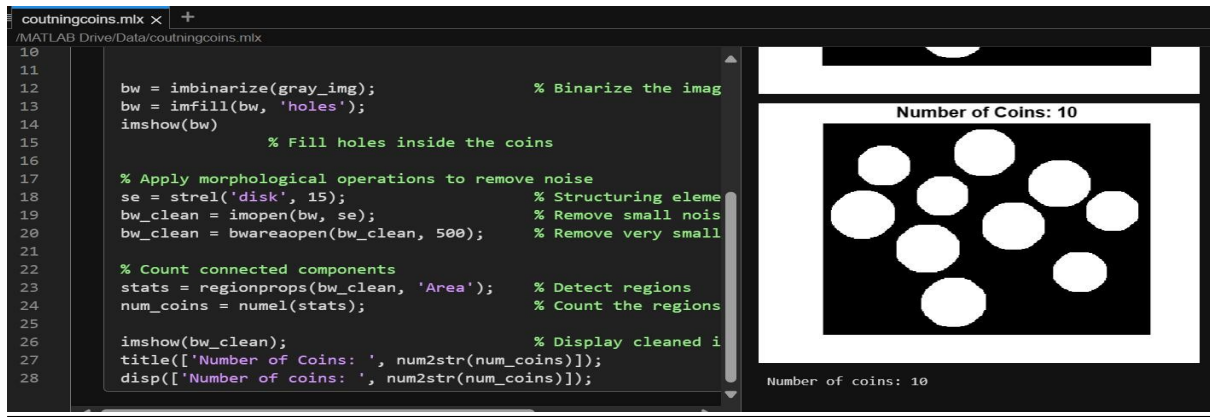 coutningcoins.mlx × +
/MATLAB Drive/Data/coutningcoins.mlx
10
11
12 bw = imbinarize(gray_img); % Binarize the imag
13 bw = imfill(bw, 'holes');
14 imshow(bw)
15 % Fill holes inside the coins
16
17 % Apply morphological operations to remove noise
18 se = strel('disk', 15); % Structuring eleme
19 bw_clean = imopen(bw, se); % Remove small nois
20 bw_clean = bwareaopen(bw_clean, 500); % Remove very small
21
22 % Count connected components
23 stats = regionprops(bw_clean, 'Area'); % Detect regions
24 num_coins = numel(stats); % Count the regions
25
26 imshow(bw_clean); % Display cleaned i
27 title(['Number of Coins: ', num2str(num_coins)]);
28 disp(['Number of coins: ', num2str(num_coins)]);
Number of Coins: 10
Number of coins: 10